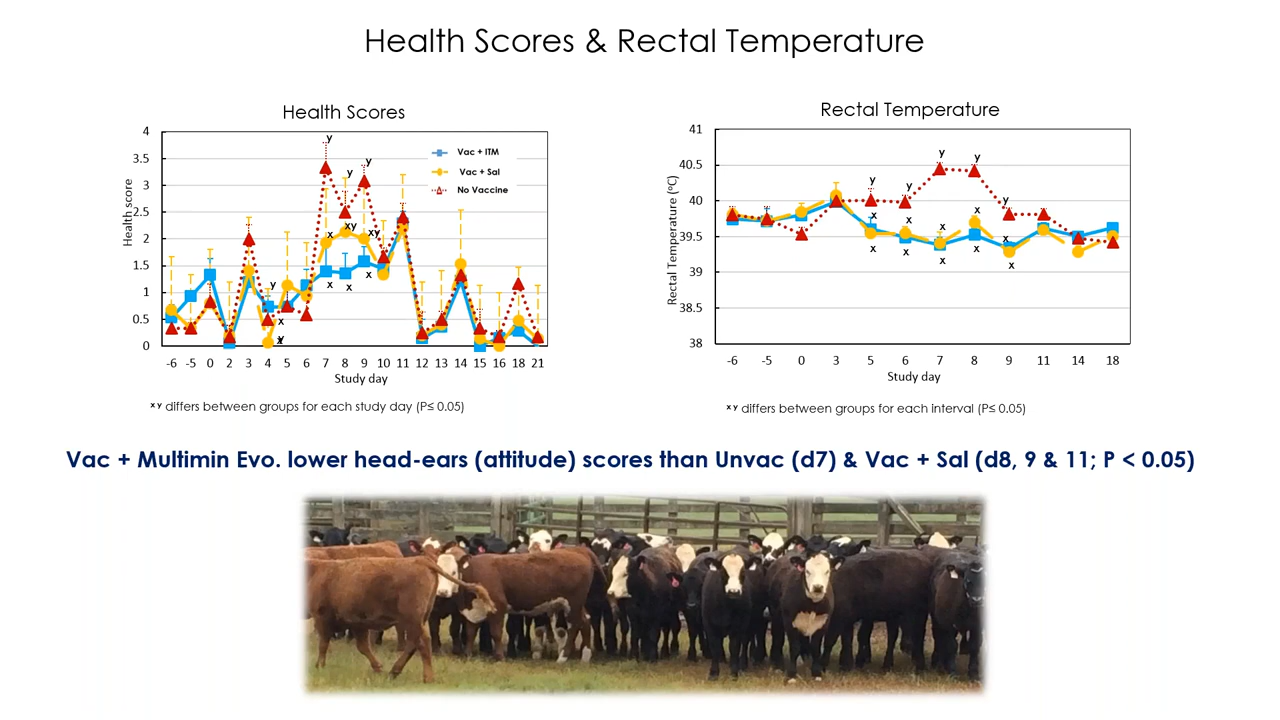 Health Scores & Rectal Temperature
Health Scores
Health score
4
3.5
3
2.5
2
1.5
1
0.5
0
Vac + ITM
Vac + Sal
No Vaccine
y
y
y
x
xy
xy
x
x
x
y
x
-6 -5 0 2 3 4 5 6 7 8 9 10 11 12 13 14 15 16 18 21
Study day
x y differs between groups for each study day (P≤ 0.05)
Rectal Temperature
Rectal Temperature (ºC)
41
40.5
40
39.5
39
38.5
38
y
y
y
y
y
x
x
x
x
x
x
x
x
x
x
-6 -5 0 3 5 6 7 8 9 11 14 18
Study day
x y differs between groups for each interval (P≤ 0.05)
Vac + Multimin Evo. lower head-ears (attitude) scores than Unvac (d7) & Vac + Sal (d8, 9 & 11; P < 0.05)